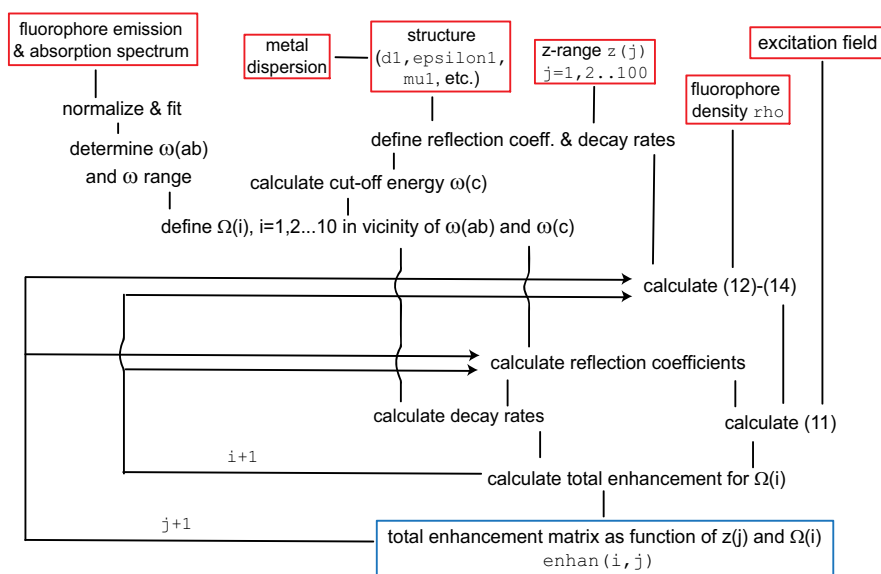 fluorophore emission
& absorption spectrum
metal
dispersion
structure
(d1,epsilon1,
mu1, etc.)
z-range z(j)
j=1,2..100
excitation field
fluorophore
density rho
normalize & fit
determine ω(ab)
and ω range
define reflection coeff. & decay rates
calculate cut-off energy ω(c)
define Ω(i), i=1,2...10 in vicinity of ω(ab) and ω(c)
calculate (12)-(14)
calculate reflection coefficients
calculate decay rates
calculate (11)
i+1
calculate total enhancement for Ω(i)
j+1
total enhancement matrix as function of z(j) and Ω(i)
enhan(i,j)